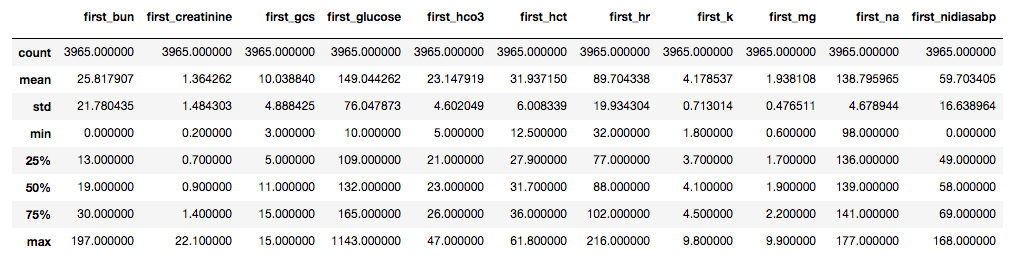 first_bun first_creatinine first_gcs first_glucose first_hco3 first_hct first_hr first_k first_mg first_na first_nidiasabp
count 3965.000000 3965.000000 3965.000000 3965.000000 3965.000000 3965.000000 3965.000000 3965.000000 3965.000000 3965.000000 3965.000000
mean 25.817907 1.364262 10.038840 149.044262 23.147919 31.937150 89.704338 4.178537 1.938108 138.795965 59.703405
std 21.780435 1.484303 4.888425 76.047873 4.602049 6.008339 19.934304 0.713014 0.476511 4.678944 16.638964
min 0.000000 0.200000 3.000000 10.000000 5.000000 12.500000 32.000000 1.800000 0.600000 98.000000 0.000000
25% 13.000000 0.700000 5.000000 109.000000 21.000000 27.900000 77.000000 3.700000 1.700000 136.000000 49.000000
50% 19.000000 0.900000 11.000000 132.000000 23.000000 31.700000 88.000000 4.100000 1.900000 139.000000 58.000000
75% 30.000000 1.400000 15.000000 165.000000 26.000000 36.000000 102.000000 4.500000 2.200000 141.000000 69.000000
max 197.000000 22.100000 15.000000 1143.000000 47.000000 61.800000 216.000000 9.800000 9.900000 177.000000 168.000000